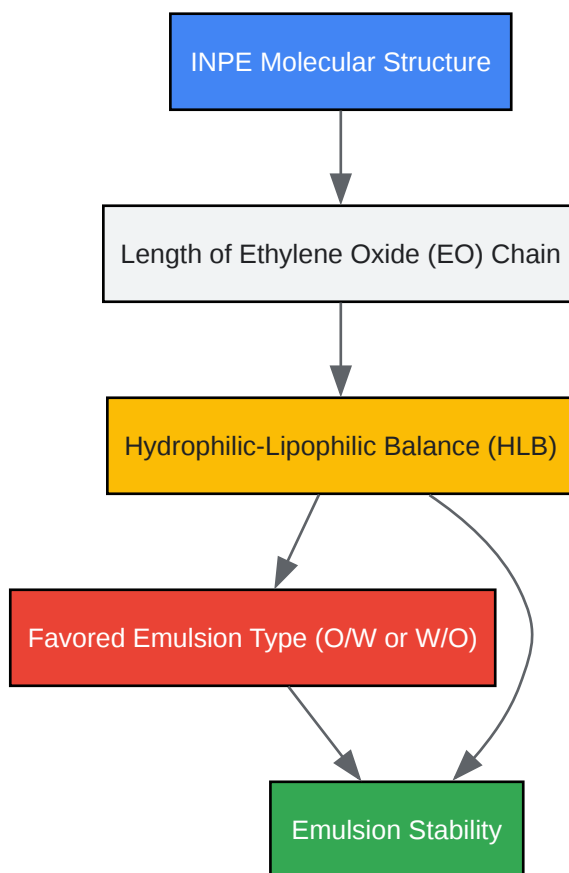 INPE Molecular Structure
Length of Ethylene Oxide (EO) Chain
Hydrophilic-Lipophilic Balance (HLB)
Favored Emulsion Type (O/W or W/O)
Emulsion Stability